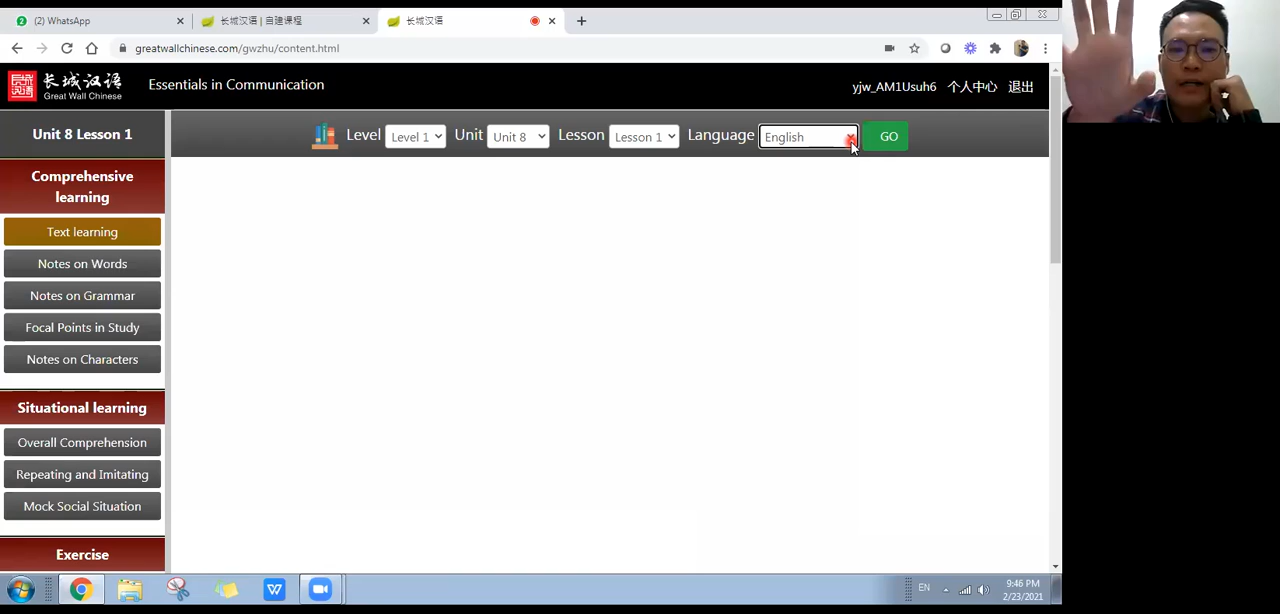 (2) WhatsApp
长城汉语 | 自建课程
长城汉语
greatwallchinese.com/gwzhu/content.html
长城汉语
Great Wall Chinese
Essentials in Communication
yjw_AM1Usuh6 个人中心 退出
Unit 8 Lesson 1
Level Level 1 Unit Unit 8 Lesson Lesson 1 Language English GO
Comprehensive
learning
Text learning
Notes on Words
Notes on Grammar
Focal Points in Study
Notes on Characters
Situational learning
Overall Comprehension
Repeating and Imitating
Mock Social Situation
Exercise
EN
9:46 PM
2/23/2021